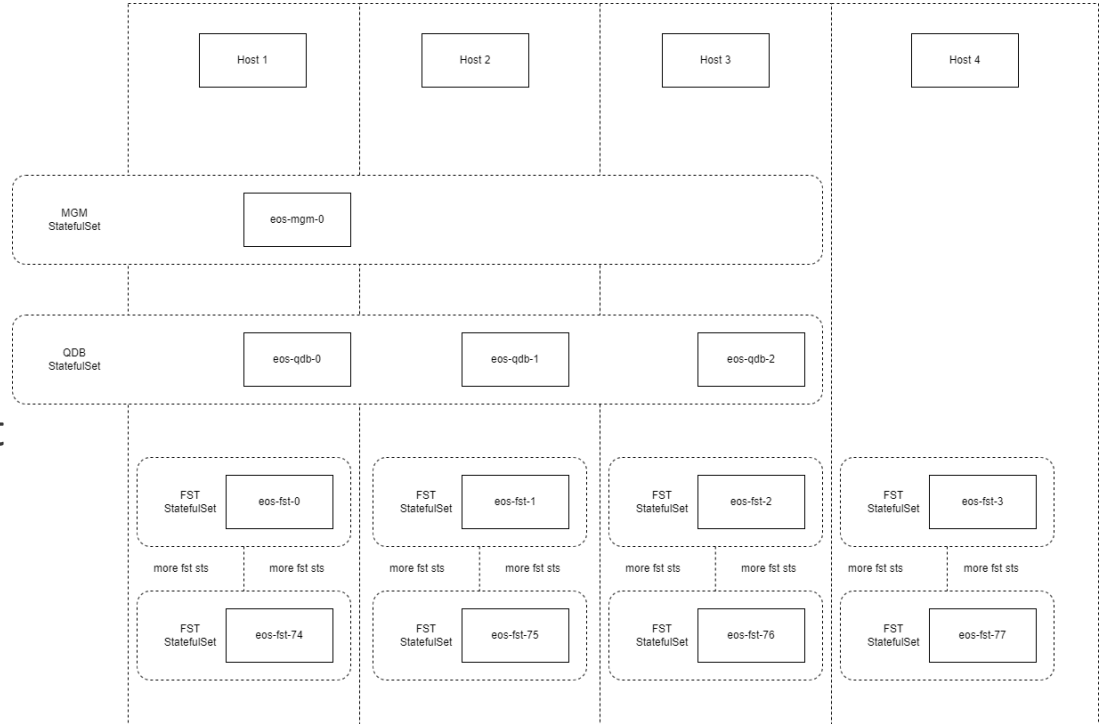 Host 1
Host 2
Host 3
Host 4
MGM
StatefulSet
eos-mgm-0
QDB
StatefulSet
eos-qdb-0
eos-qdb-1
eos-qdb-2
FST
StatefulSet
eos-fst-0
FST
StatefulSet
eos-fst-1
FST
StatefulSet
eos-fst-2
FST
StatefulSet
eos-fst-3
more fst sts
more fst sts
more fst sts
more fst sts
more fst sts
more fst sts
more fst sts
more fst sts
FST
StatefulSet
eos-fst-74
FST
StatefulSet
eos-fst-75
FST
StatefulSet
eos-fst-76
FST
StatefulSet
eos-fst-77